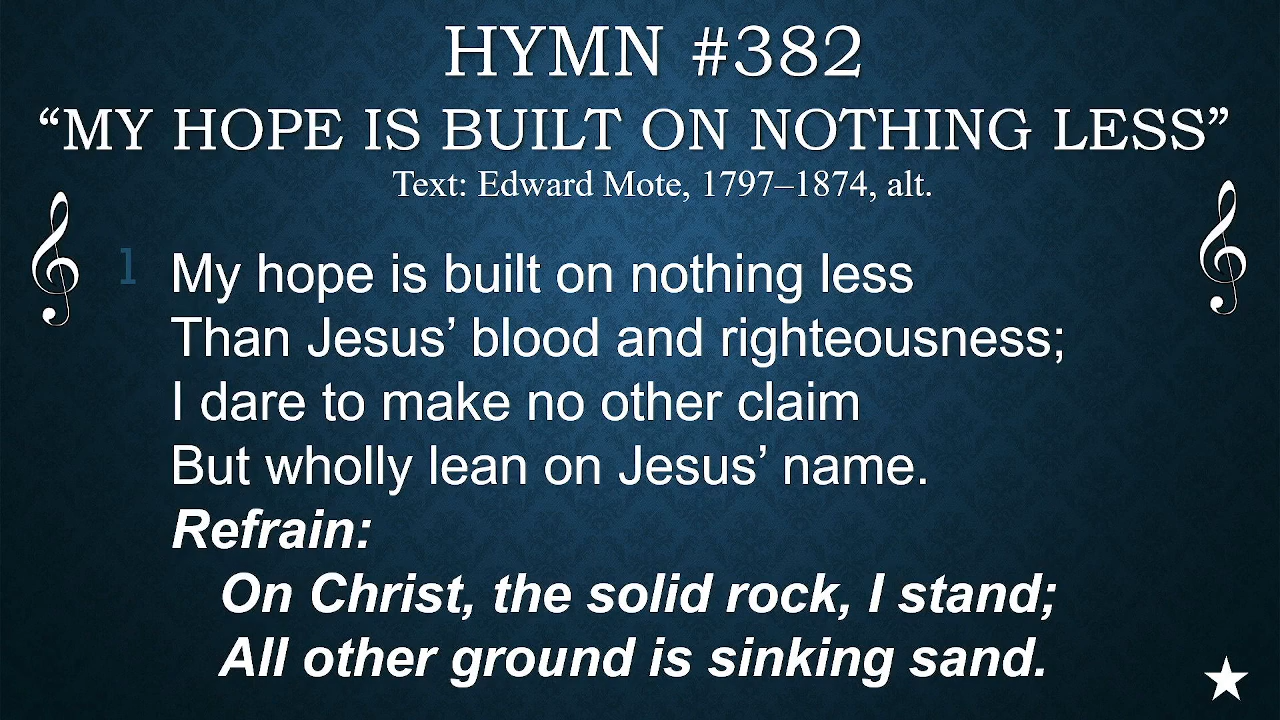 HYMN #382
“MY HOPE IS BUILT ON NOTHING LESS”
Text: Edward Mote, 1797–1874, alt.
1 My hope is built on nothing less
Than Jesus’ blood and righteousness;
I dare to make no other claim
But wholly lean on Jesus’ name.
Refrain:
On Christ, the solid rock, I stand;
All other ground is sinking sand.